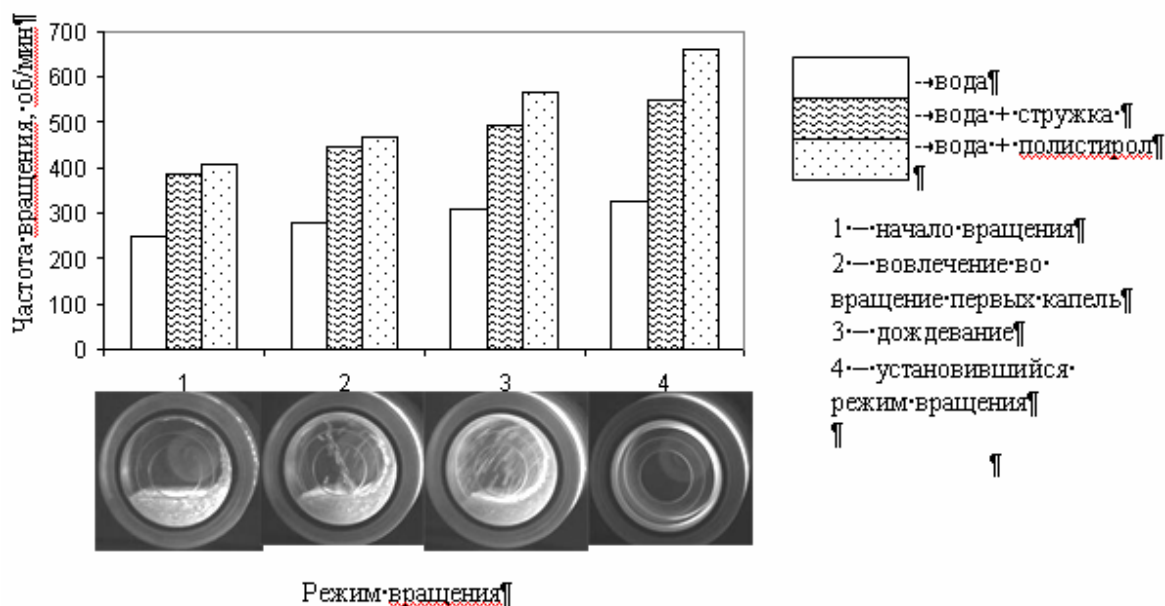 Частота·вращения,·об/мин¶
700
600
500
400
300
200
100
0
1
2
3
4
Режим·вращения¶
→вода¶
→вода·+·стружка·¶
→вода·+·полистирол¶
¶
1·–·начало·вращения¶
2·–·вовлечение·во·
вращение·первых·капель¶
3·–·дождевание¶
4·–·установившийся·
режим·вращения¶
¶
¶